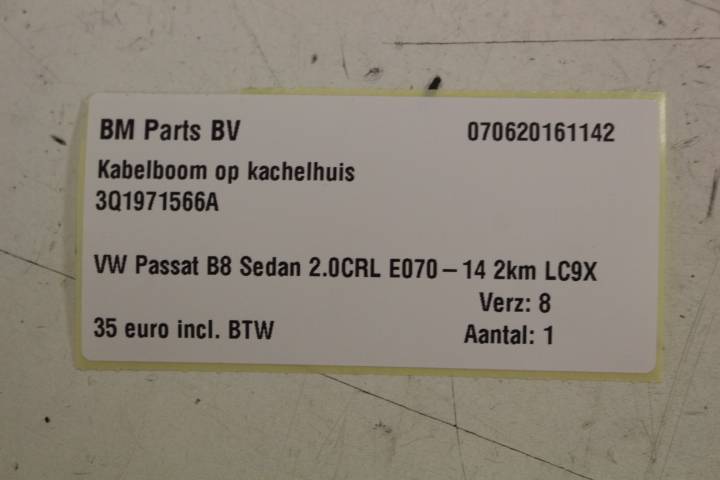 BM Parts BV 070620161142
Kabelboom op kachelhuis
3Q1971566A
VW Passat B8 Sedan 2.0CRL E070-14 2km LC9X
Verz: 8
35 euro incl. BTW Aantal: 1